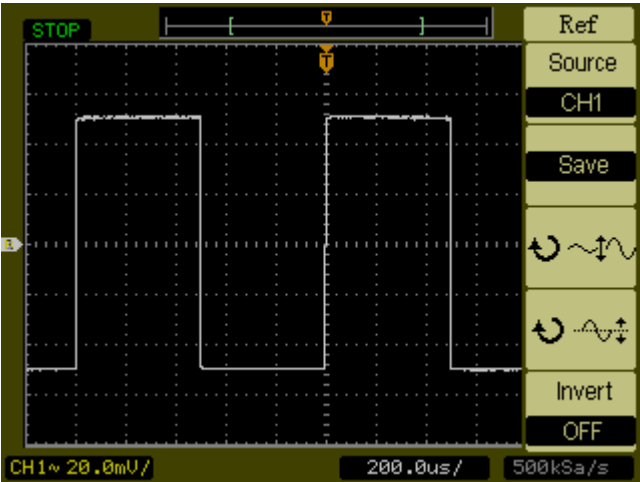 STOP
T
T
Ref
Source
CH1
Save
Invert
OFF
CH1~ 20.0mV/
200.0us/
500kSa/s